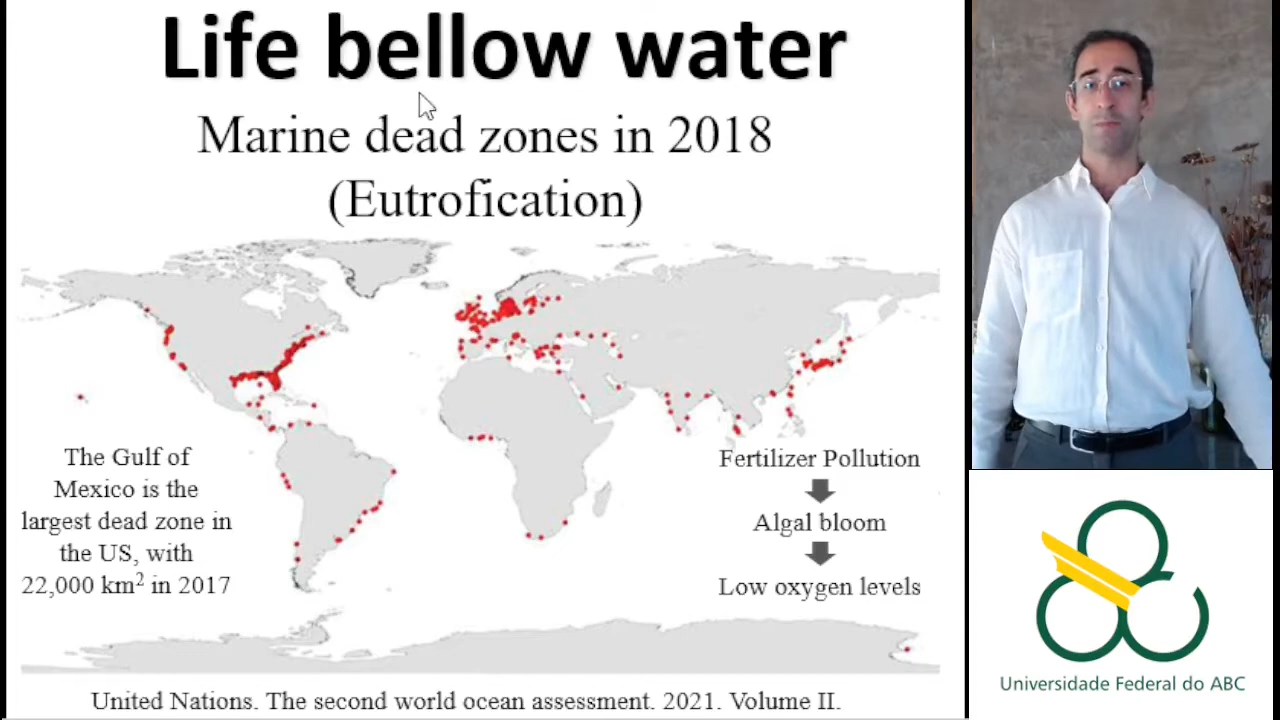 Life bellow water
Marine dead zones in 2018
(Eutrofication)
The Gulf of
Mexico is the
largest dead zone in
the US, with
22,000 km² in 2017
Fertilizer Pollution
Algal bloom
Low oxygen levels
United Nations. The second world ocean assessment. 2021. Volume II.
Universidade Federal do ABC